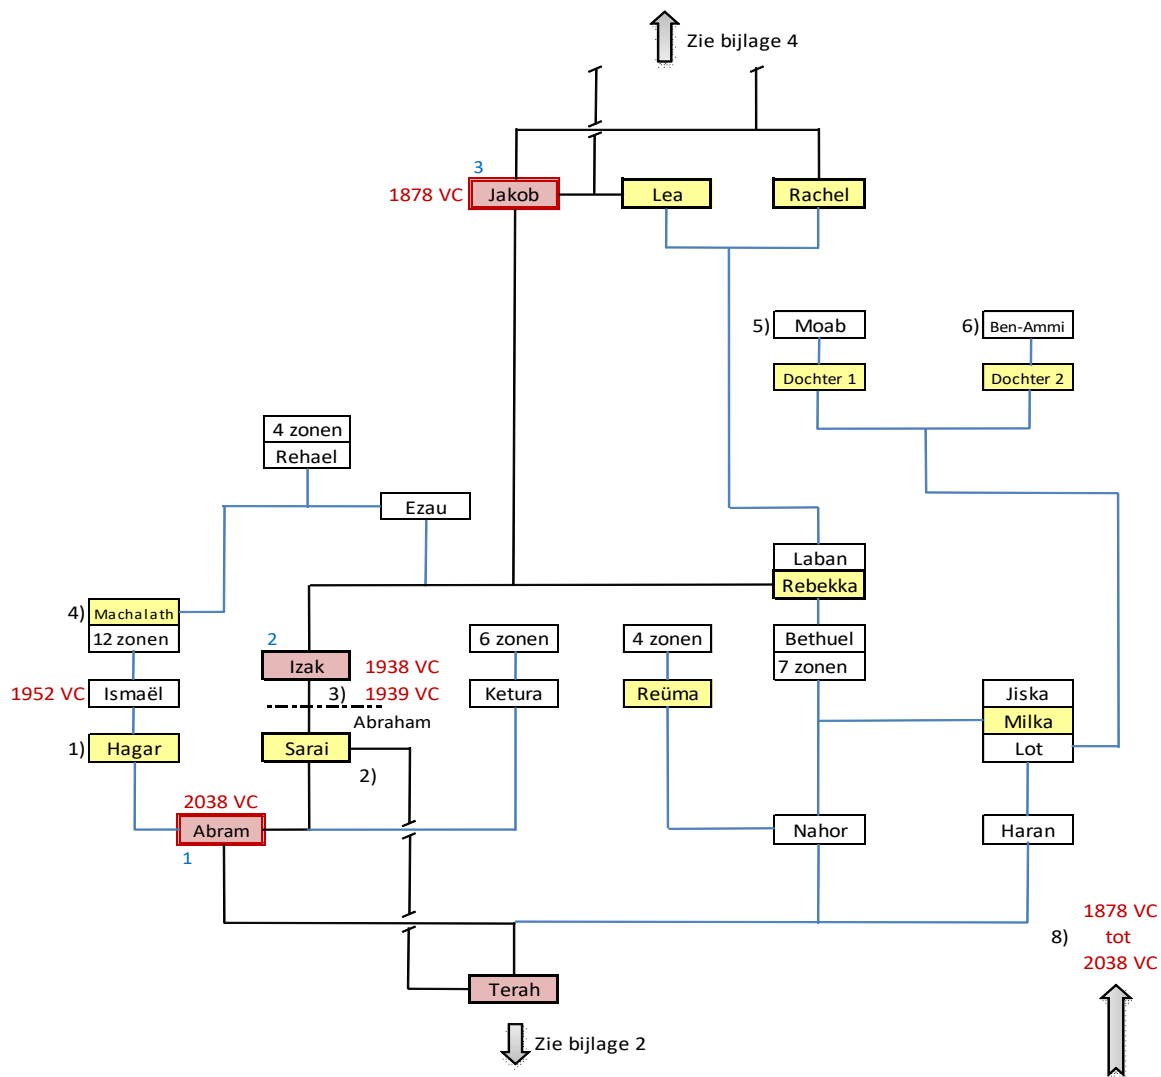 Zie bijlage 4
3
1878 VC
Jakob
Lea
Rachel
5)
Moab
6)
Ben-Ammi
Dochter 1
Dochter 2
4 zonen
Rehael
Ezau
Laban
Rebekka
4)
Machalath
12 zonen
2
6 zonen
4 zonen
Bethuel
7 zonen
Izak
1938 VC
1952 VC
Ismaël
3)
1939 VC
Ketura
Reüma
Jiska
Abraham
Milka
1)
Hagar
Sarai
Lot
2)
2038 VC
Abram
Nahor
Haran
1
1878 VC
8)
tot
2038 VC
Terah
Zie bijlage 2